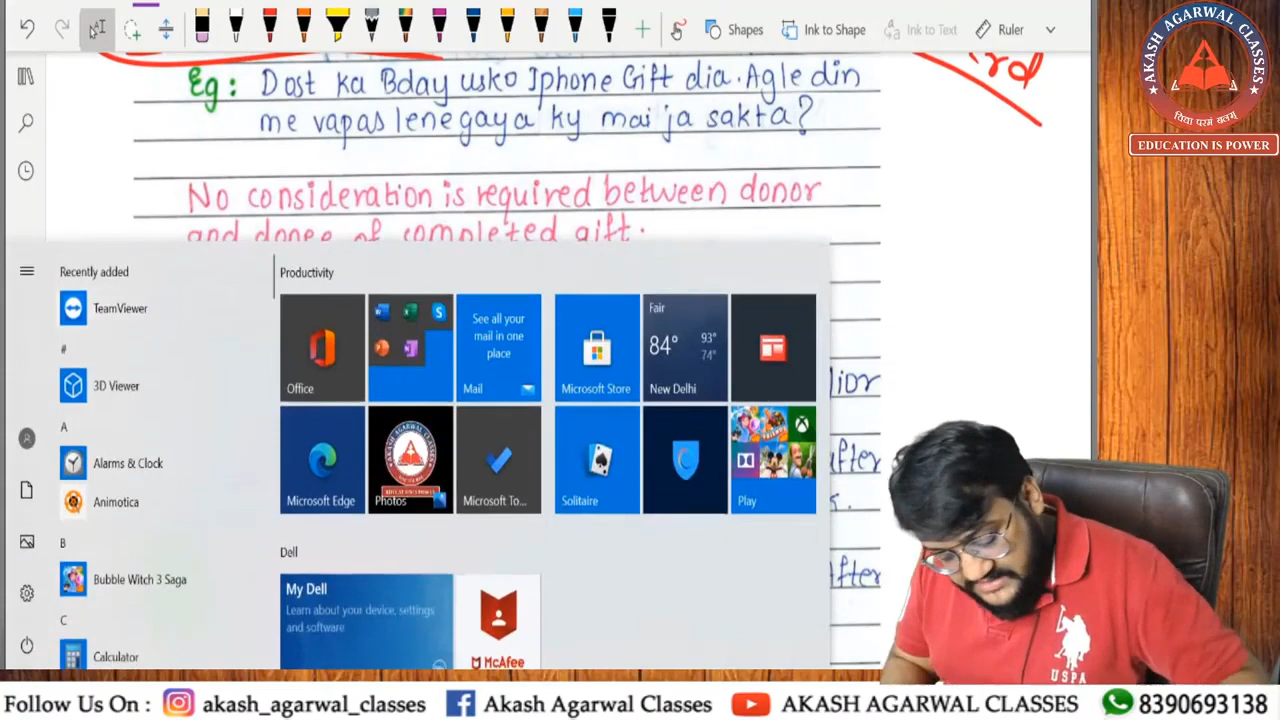 Shapes
Ink to Shape
Ink to Text
Ruler
Eg: Dost ka Bday usko Iphone Gift dia. Agle din
me vapas lene gaya ky mai ja sakta?
No consideration is required between donor
and donee of completed gift.
AKASH AGARWAL CLASSES
विद्या परमं बलम्
EDUCATION IS POWER
Recently added
TeamViewer
#
3D Viewer
A
Alarms & Clock
Animotica
B
Bubble Witch 3 Saga
C
Calculator
Productivity
Office
See all your
mail in one
place
Mail
Microsoft Store
Fair
84°
93°
74°
New Delhi
Microsoft Edge
Photos
Microsoft To...
Solitaire
Play
Dell
My Dell
Learn about your device, settings
and software
McAfee
after
after
USPA
Follow Us On :
akash_agarwal_classes
Akash Agarwal Classes
AKASH AGARWAL CLASSES
8390693138